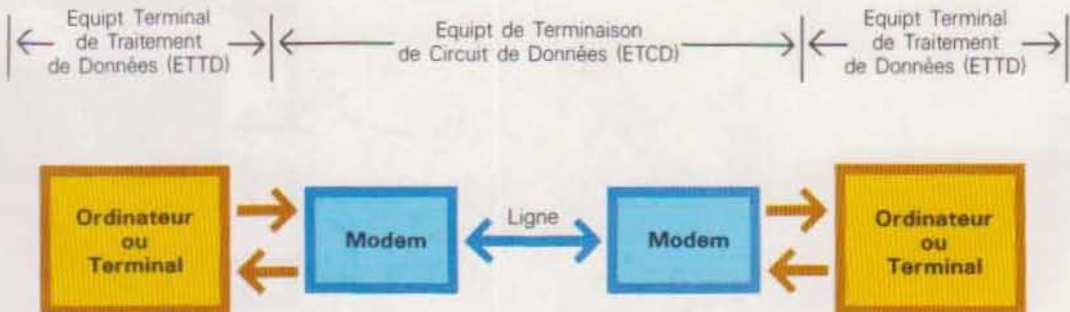 Equipt Terminal
de Traitement
de Données (ETTD)
Equipt de Terminaison
de Circuit de Données (ETCD)
Equipt Terminal
de Traitement
de Données (ETTD)
Ordinateur
ou
Terminal
Modem
Ligne
Modem
Ordinateur
ou
Terminal